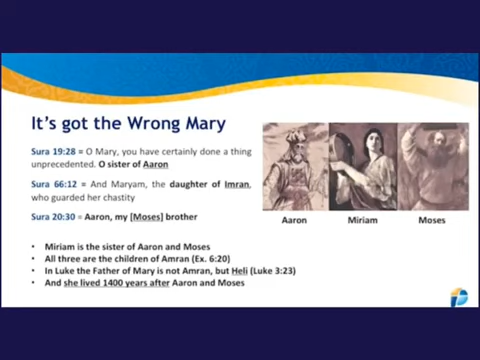 It's got the Wrong Mary
Sura 19:28 = O Mary, you have certainly done a thing
unprecedented. O sister of Aaron
Sura 66:12 = And Maryam, the daughter of Imran,
who guarded her chastity
Sura 20:30 = Aaron, my [Moses] brother
Aaron
Miriam
Moses
• Miriam is the sister of Aaron and Moses
• All three are the children of Amran (Ex. 6:20)
• In Luke the Father of Mary is not Amran, but Heli (Luke 3:23)
• And she lived 1400 years after Aaron and Moses